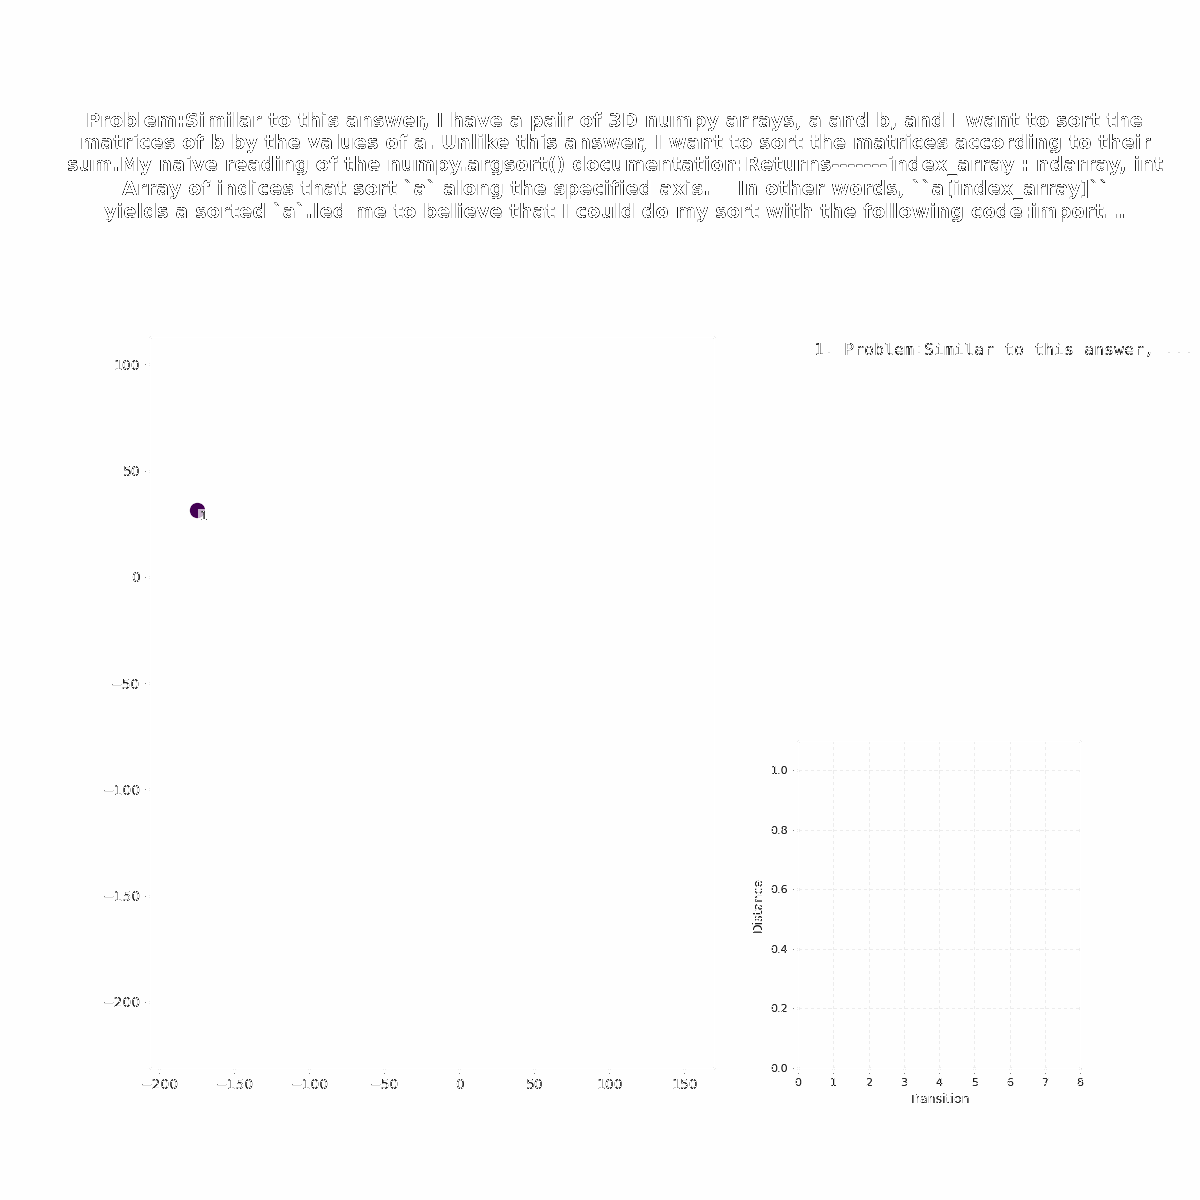 Problem:Similar to this answer, I have a pair of 3D numpy arrays, a and b, and I want to sort the
matrices of b by the values of a. Unlike this answer, I want to sort the matrices according to their
sum.My naive reading of the numpy.argsort() documentation:Returns-------index_array : ndarray, int
Array of indices that sort `a` along the specified axis.    In other words, ``a[index_array]``
yields a sorted `a`.led me to believe that I could do my sort with the following code:import...
1. Problem:Similar to this answer, ...
100
50
0
−50
−100
−150
−200
−200 −150 −100 −50 0 50 100 150
1
1.0
0.8
0.6
0.4
0.2
0.0
Distance
0 1 2 3 4 5 6 7 8
Transition